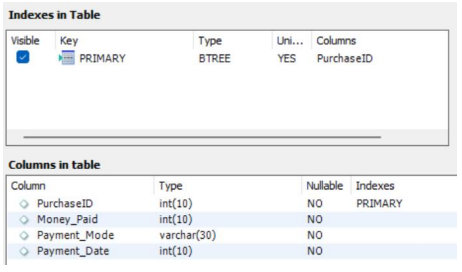 Indexes in Table
Visible Key Type Uni... Columns
PRIMARY BTREE YES PurchaseID
Columns in table
Column Type Nullable Indexes
PurchaseID int(10) NO PRIMARY
Money_Paid int(10) NO
Payment_Mode varchar(30) NO
Payment_Date int(10) NO